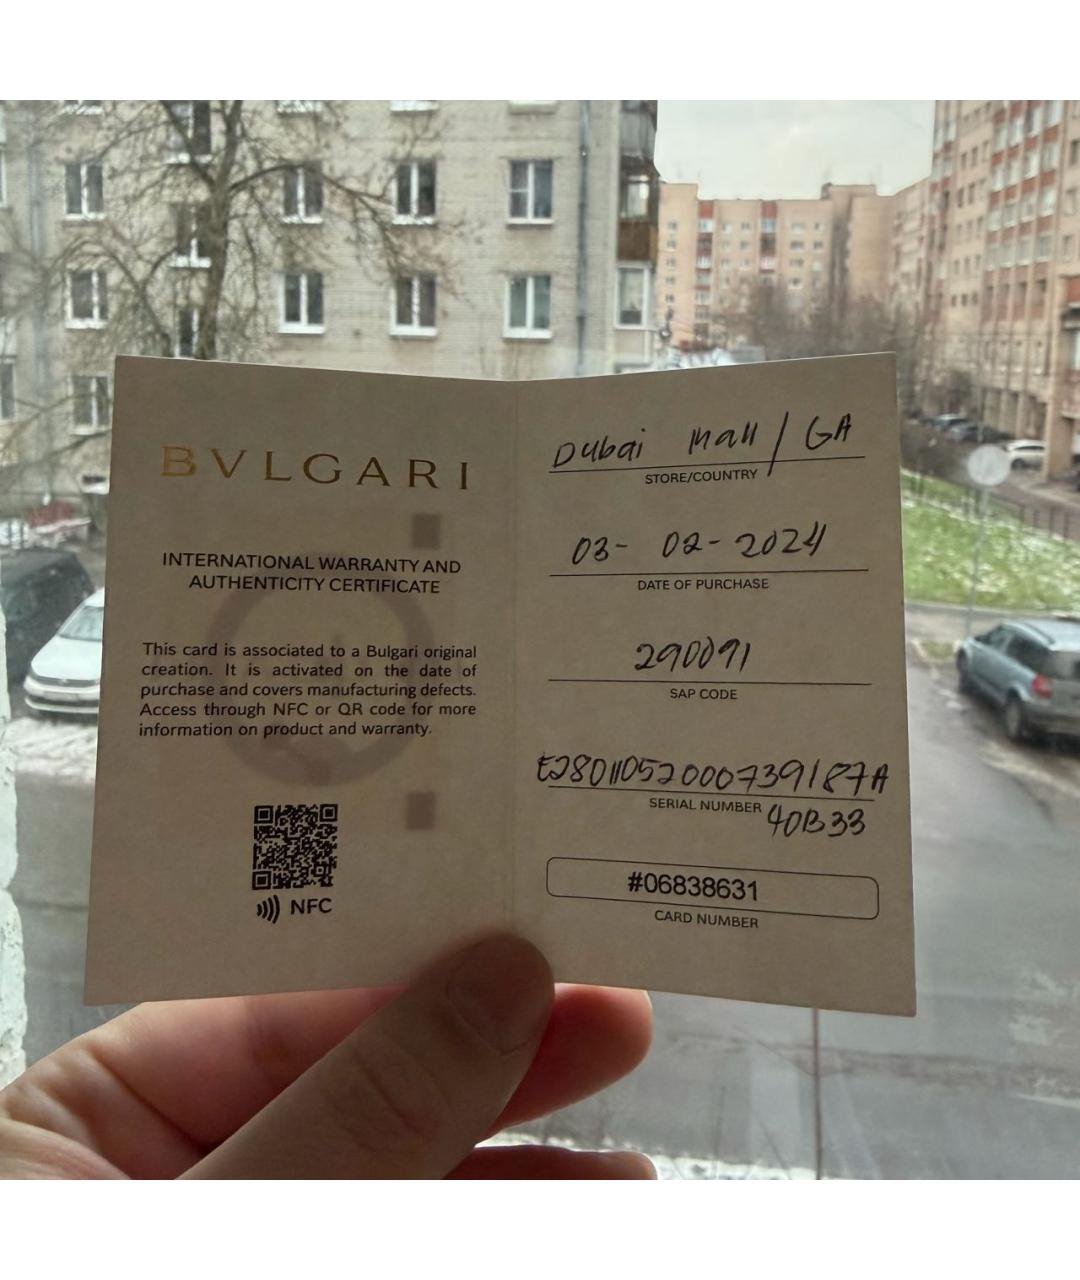 BVLGARI
INTERNATIONAL WARRANTY AND
AUTHENTICITY CERTIFICATE
This card is associated to a Bulgari original
creation. It is activated on the date of
purchase and covers manufacturing defects.
Access through NFC or QR code for more
information on product and warranty.
NFC
Dubai Mall / GA
STORE/COUNTRY
03- 02- 2024
DATE OF PURCHASE
290091
SAP CODE
E28011052000739187A
SERIAL NUMBER
40B33
#06838631
CARD NUMBER